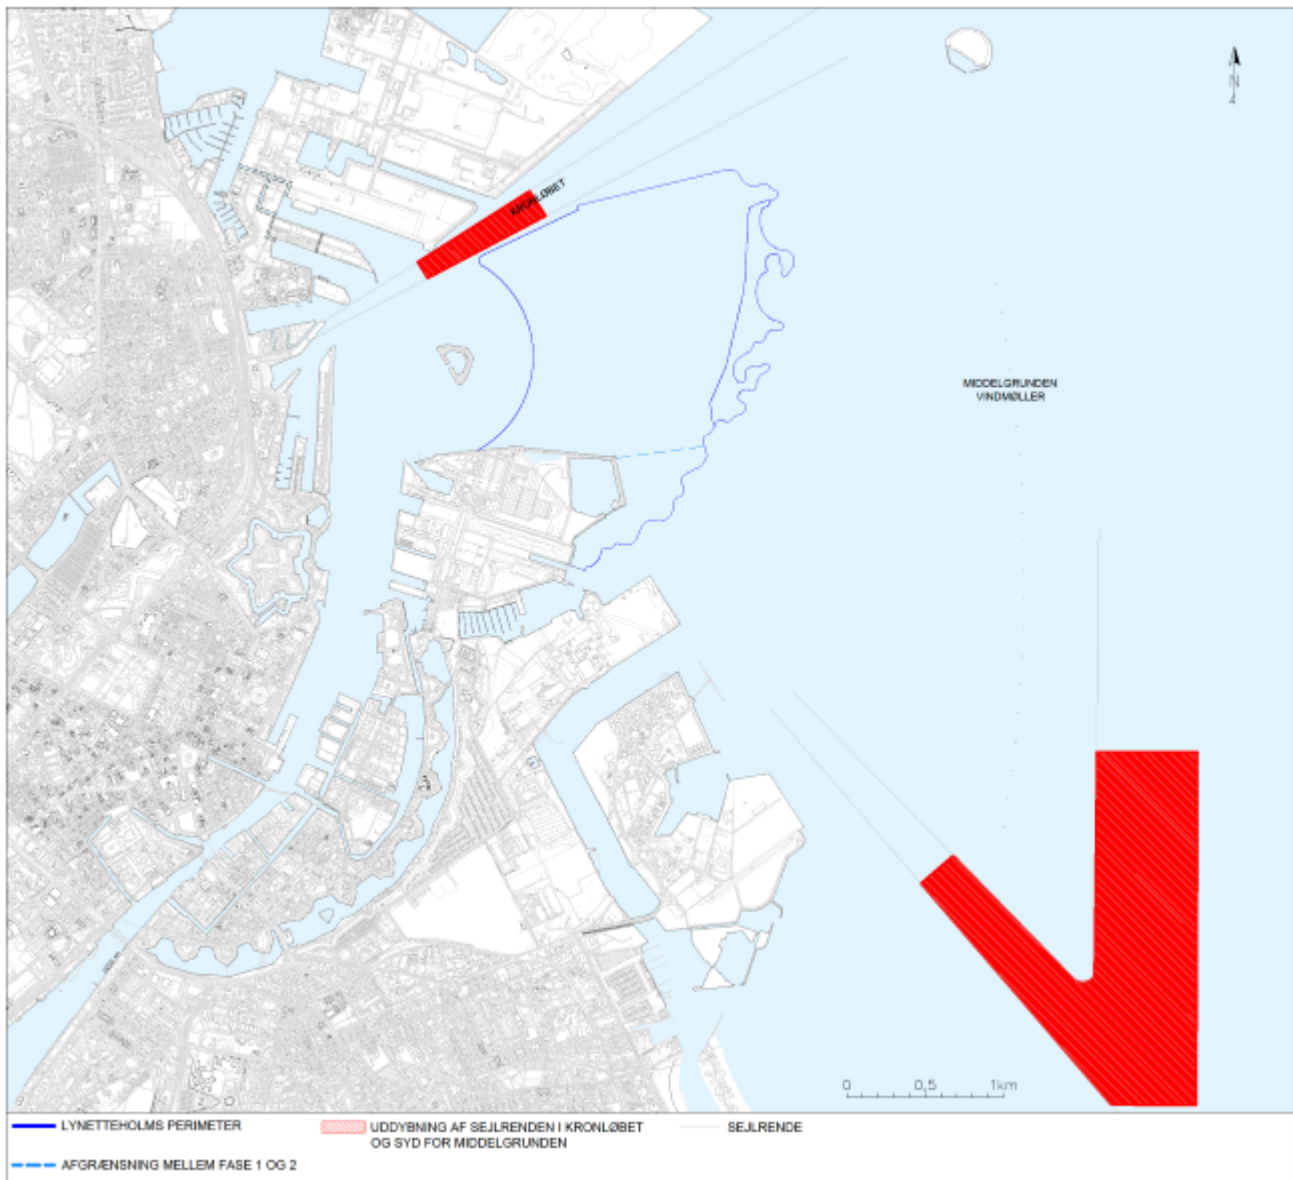 N
KRONLØBET
MIDDELGRUNDEN
VINDMØLLER
0 0,5 1km
LYNETTEHOLMS PERIMETER
UDDYBNING AF SEJLRENDEN I KRONLØBET
OG SYD FOR MIDDELGRUNDEN
SEJLRENDE
AFGRÆNSNING MELLEM FASE 1 OG 2